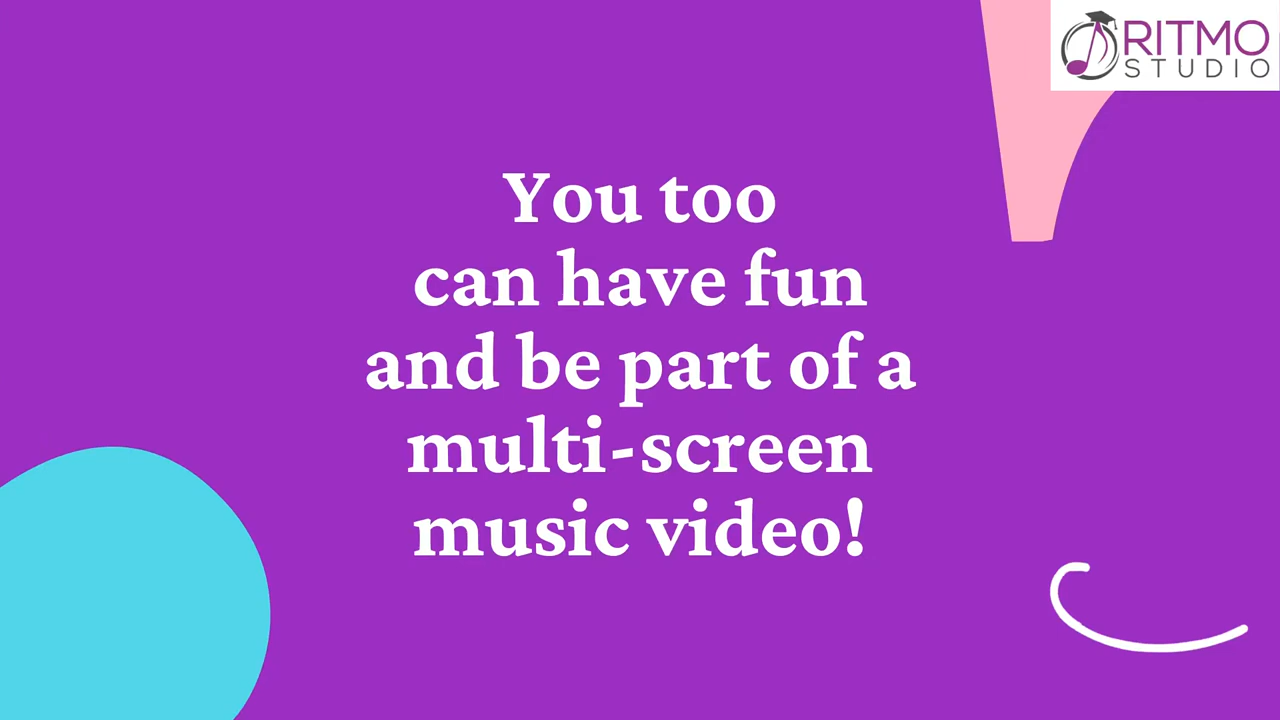 RITMO
STUDIO
You too
can have fun
and be part of a
multi-screen
music video!